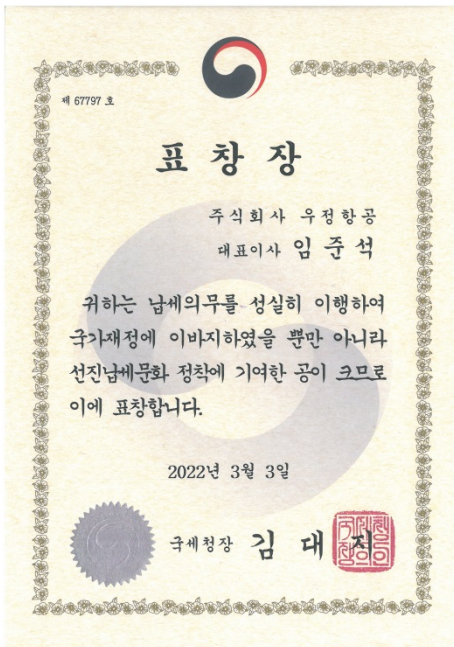 제 67797 호
표 창 장
주식회사 우정항공
대표이사 임 준 석
귀하는 납세의무를 성실히 이행하여
국가재정에 이바지하였을 뿐만 아니라
선진납세문화 정착에 기여한 공이 크므로
이에 표창합니다.
2022년 3월 3일
국세청장 김 대 지